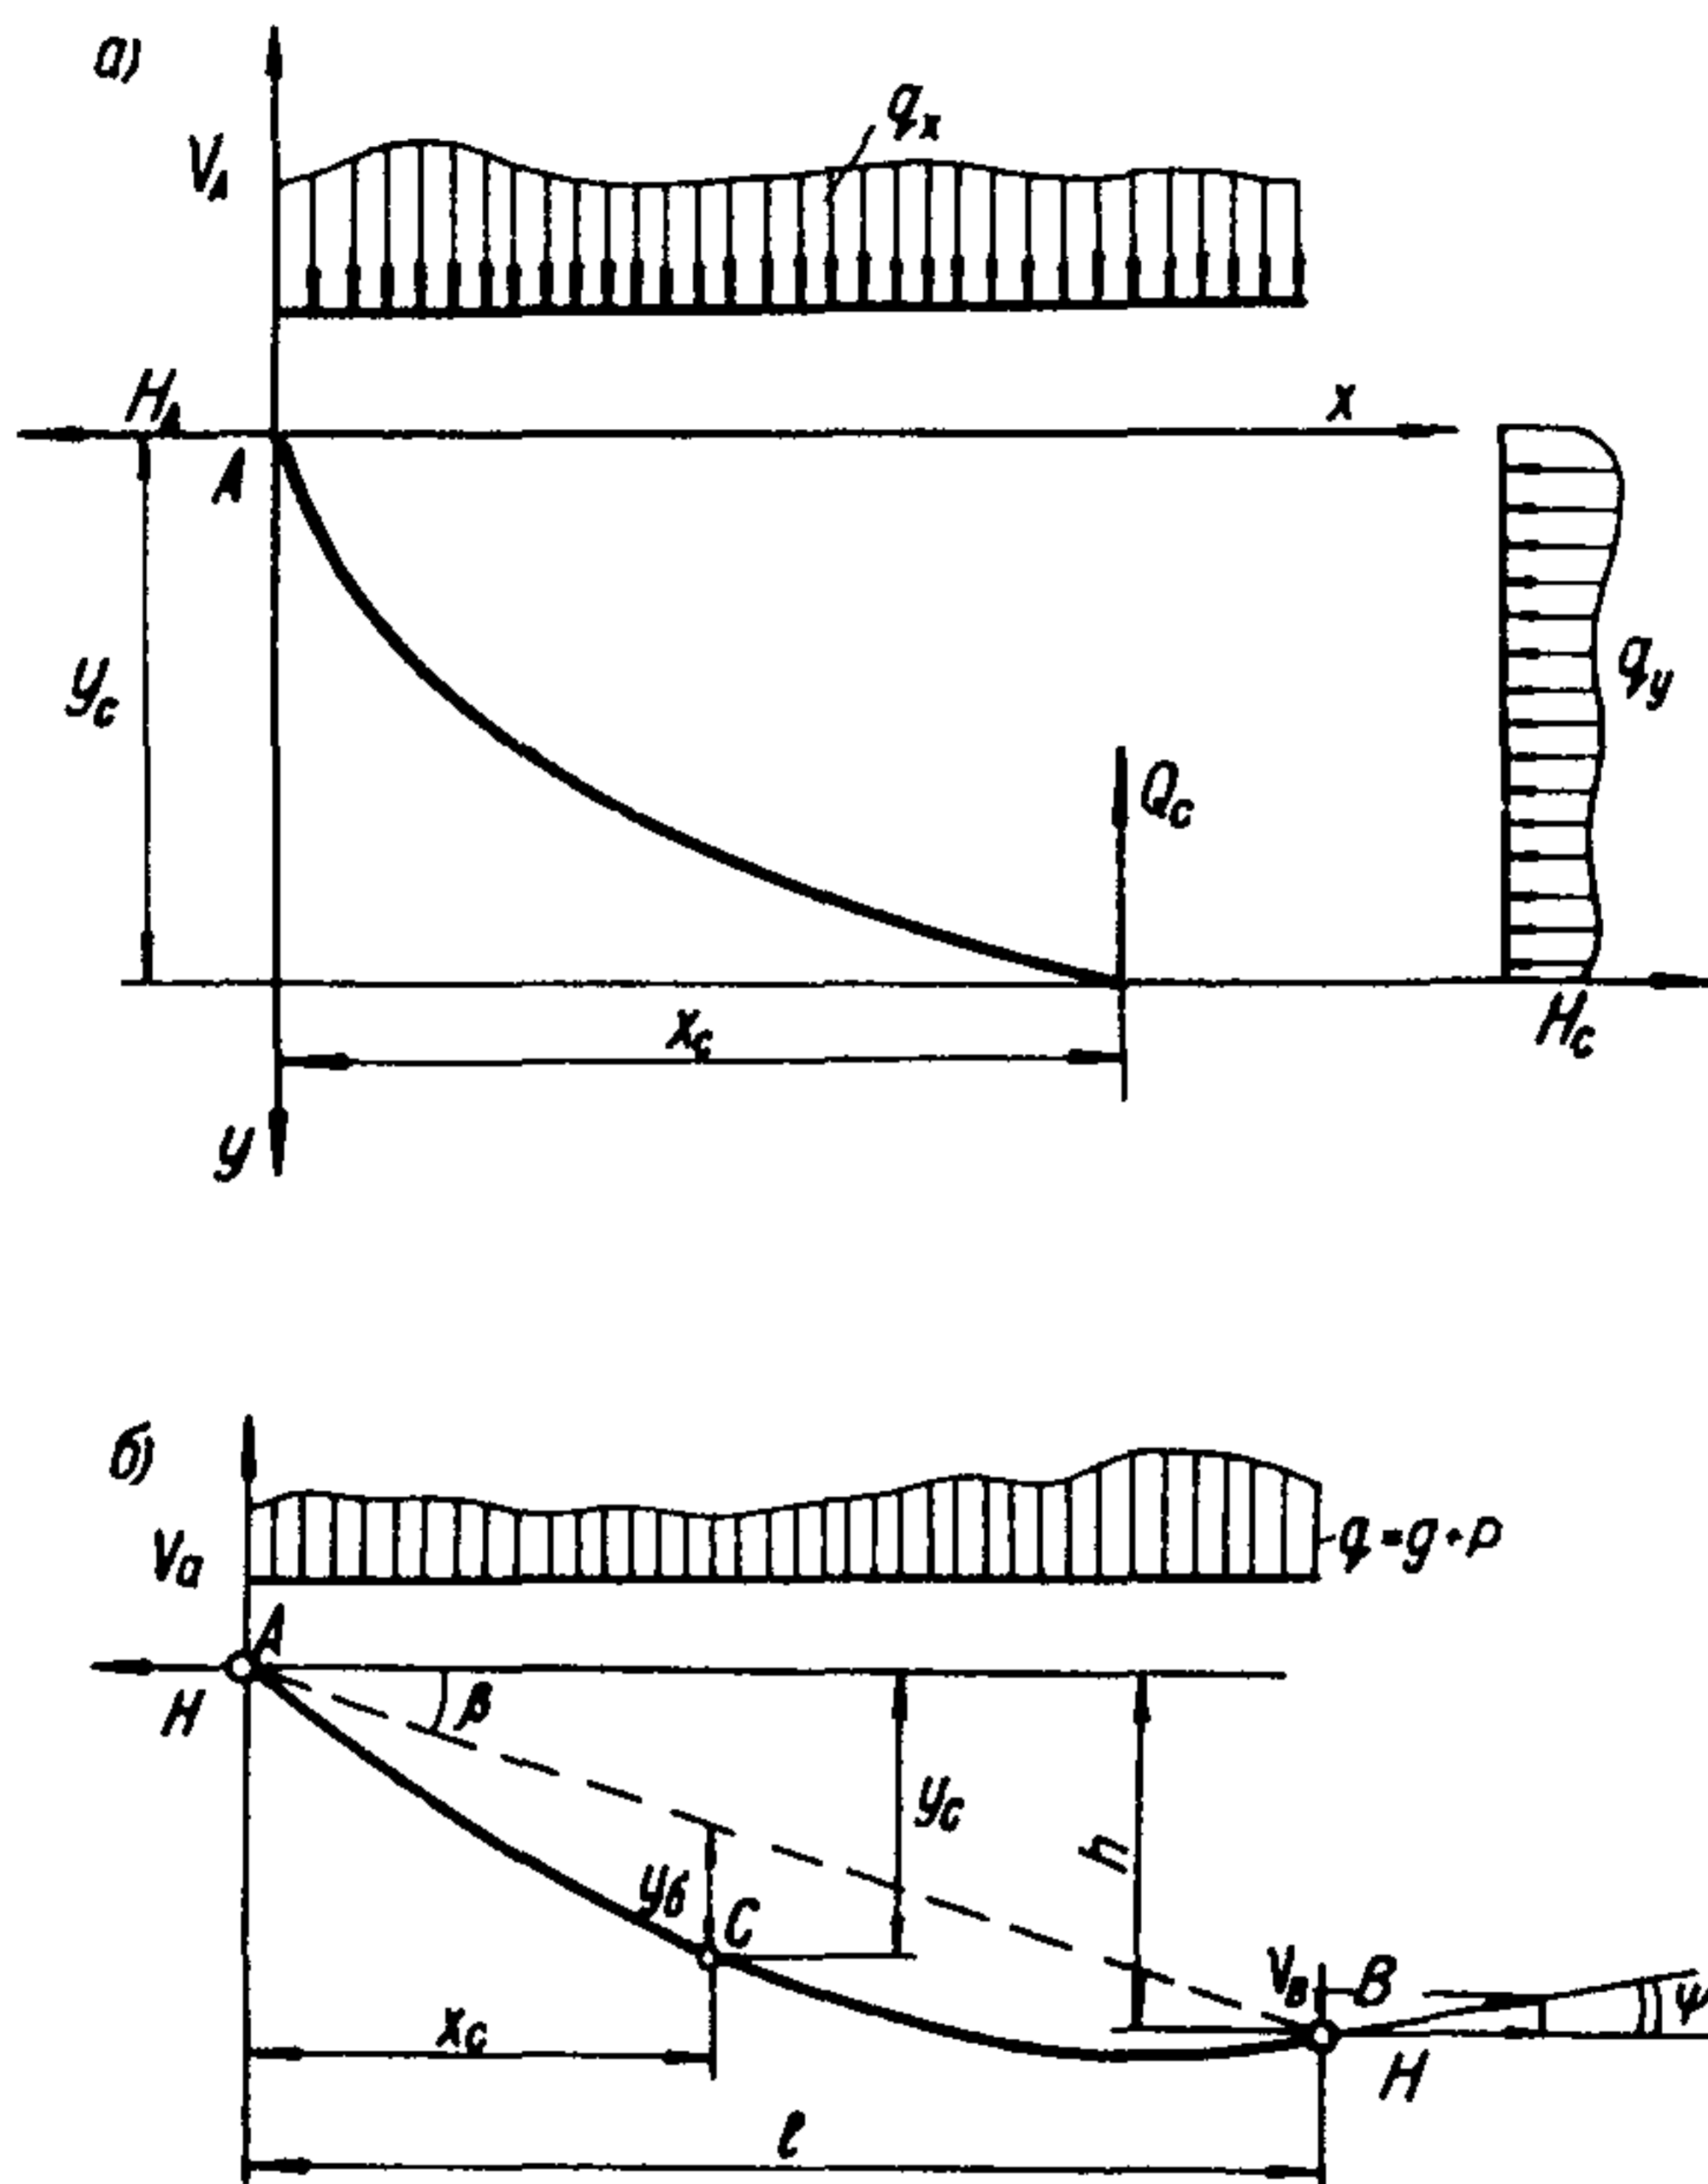 а)
V_A
q_x
H_A
x
A
y_c
q_y
Q_c
x_c
H_c
y
б)
V_a
q = g + p
A
H
β
y_c
h
y_б
C
V_B
B
ψ
x_c
H
l